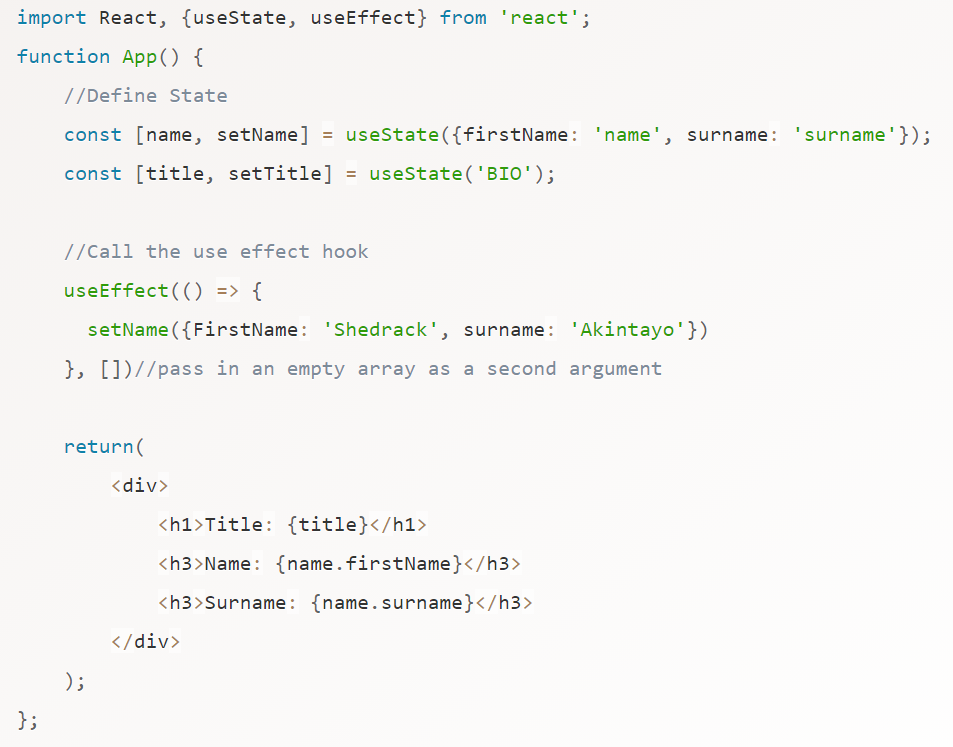 import React, {useState, useEffect} from 'react';
function App() {
    //Define State
    const [name, setName] = useState({firstName: 'name', surname: 'surname'});
    const [title, setTitle] = useState('BIO');

    //Call the use effect hook
    useEffect(() => {
      setName({FirstName: 'Shedrack', surname: 'Akintayo'})
    }, [])//pass in an empty array as a second argument

    return(
        <div>
            <h1>Title: {title}</h1>
            <h3>Name: {name.firstName}</h3>
            <h3>Surname: {name.surname}</h3>
        </div>
    );
};